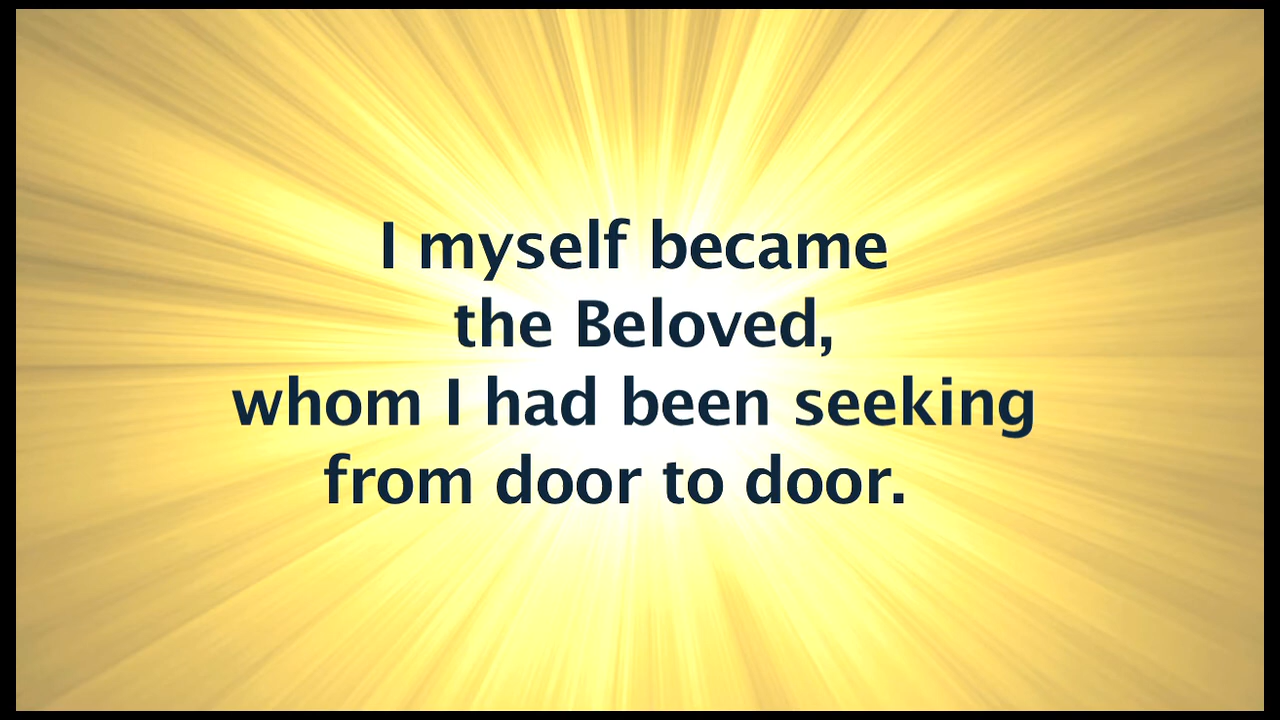 I myself became
the Beloved,
whom I had been seeking
from door to door.